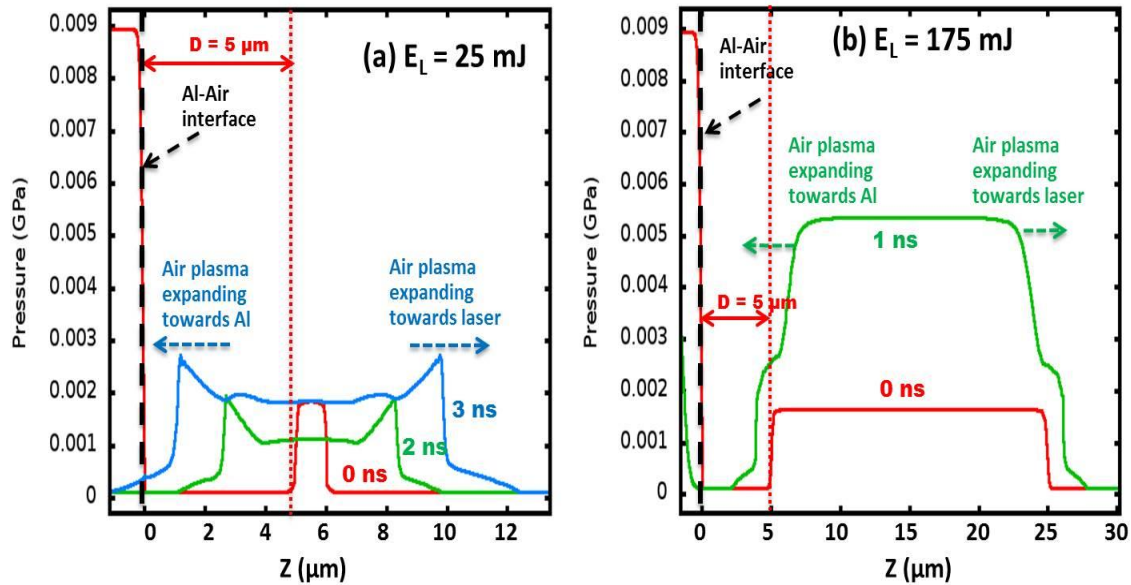 0.009
0.008
0.007
0.006
0.005
0.004
0.003
0.002
0.001
0
Pressure (GPa)
D = 5 µm
(a) E_L = 25 mJ
Al-Air
interface
Air plasma
expanding
towards Al
Air plasma
expanding
towards laser
3 ns
2 ns
0 ns
0 2 4 6 8 10 12
Z (µm)
0.009
0.008
0.007
0.006
0.005
0.004
0.003
0.002
0.001
0
Pressure (GPa)
(b) E_L = 175 mJ
Al-Air
interface
Air plasma
expanding
towards Al
Air plasma
expanding
towards laser
1 ns
D = 5 µm
0 ns
0 5 10 15 20 25 30
Z (µm)